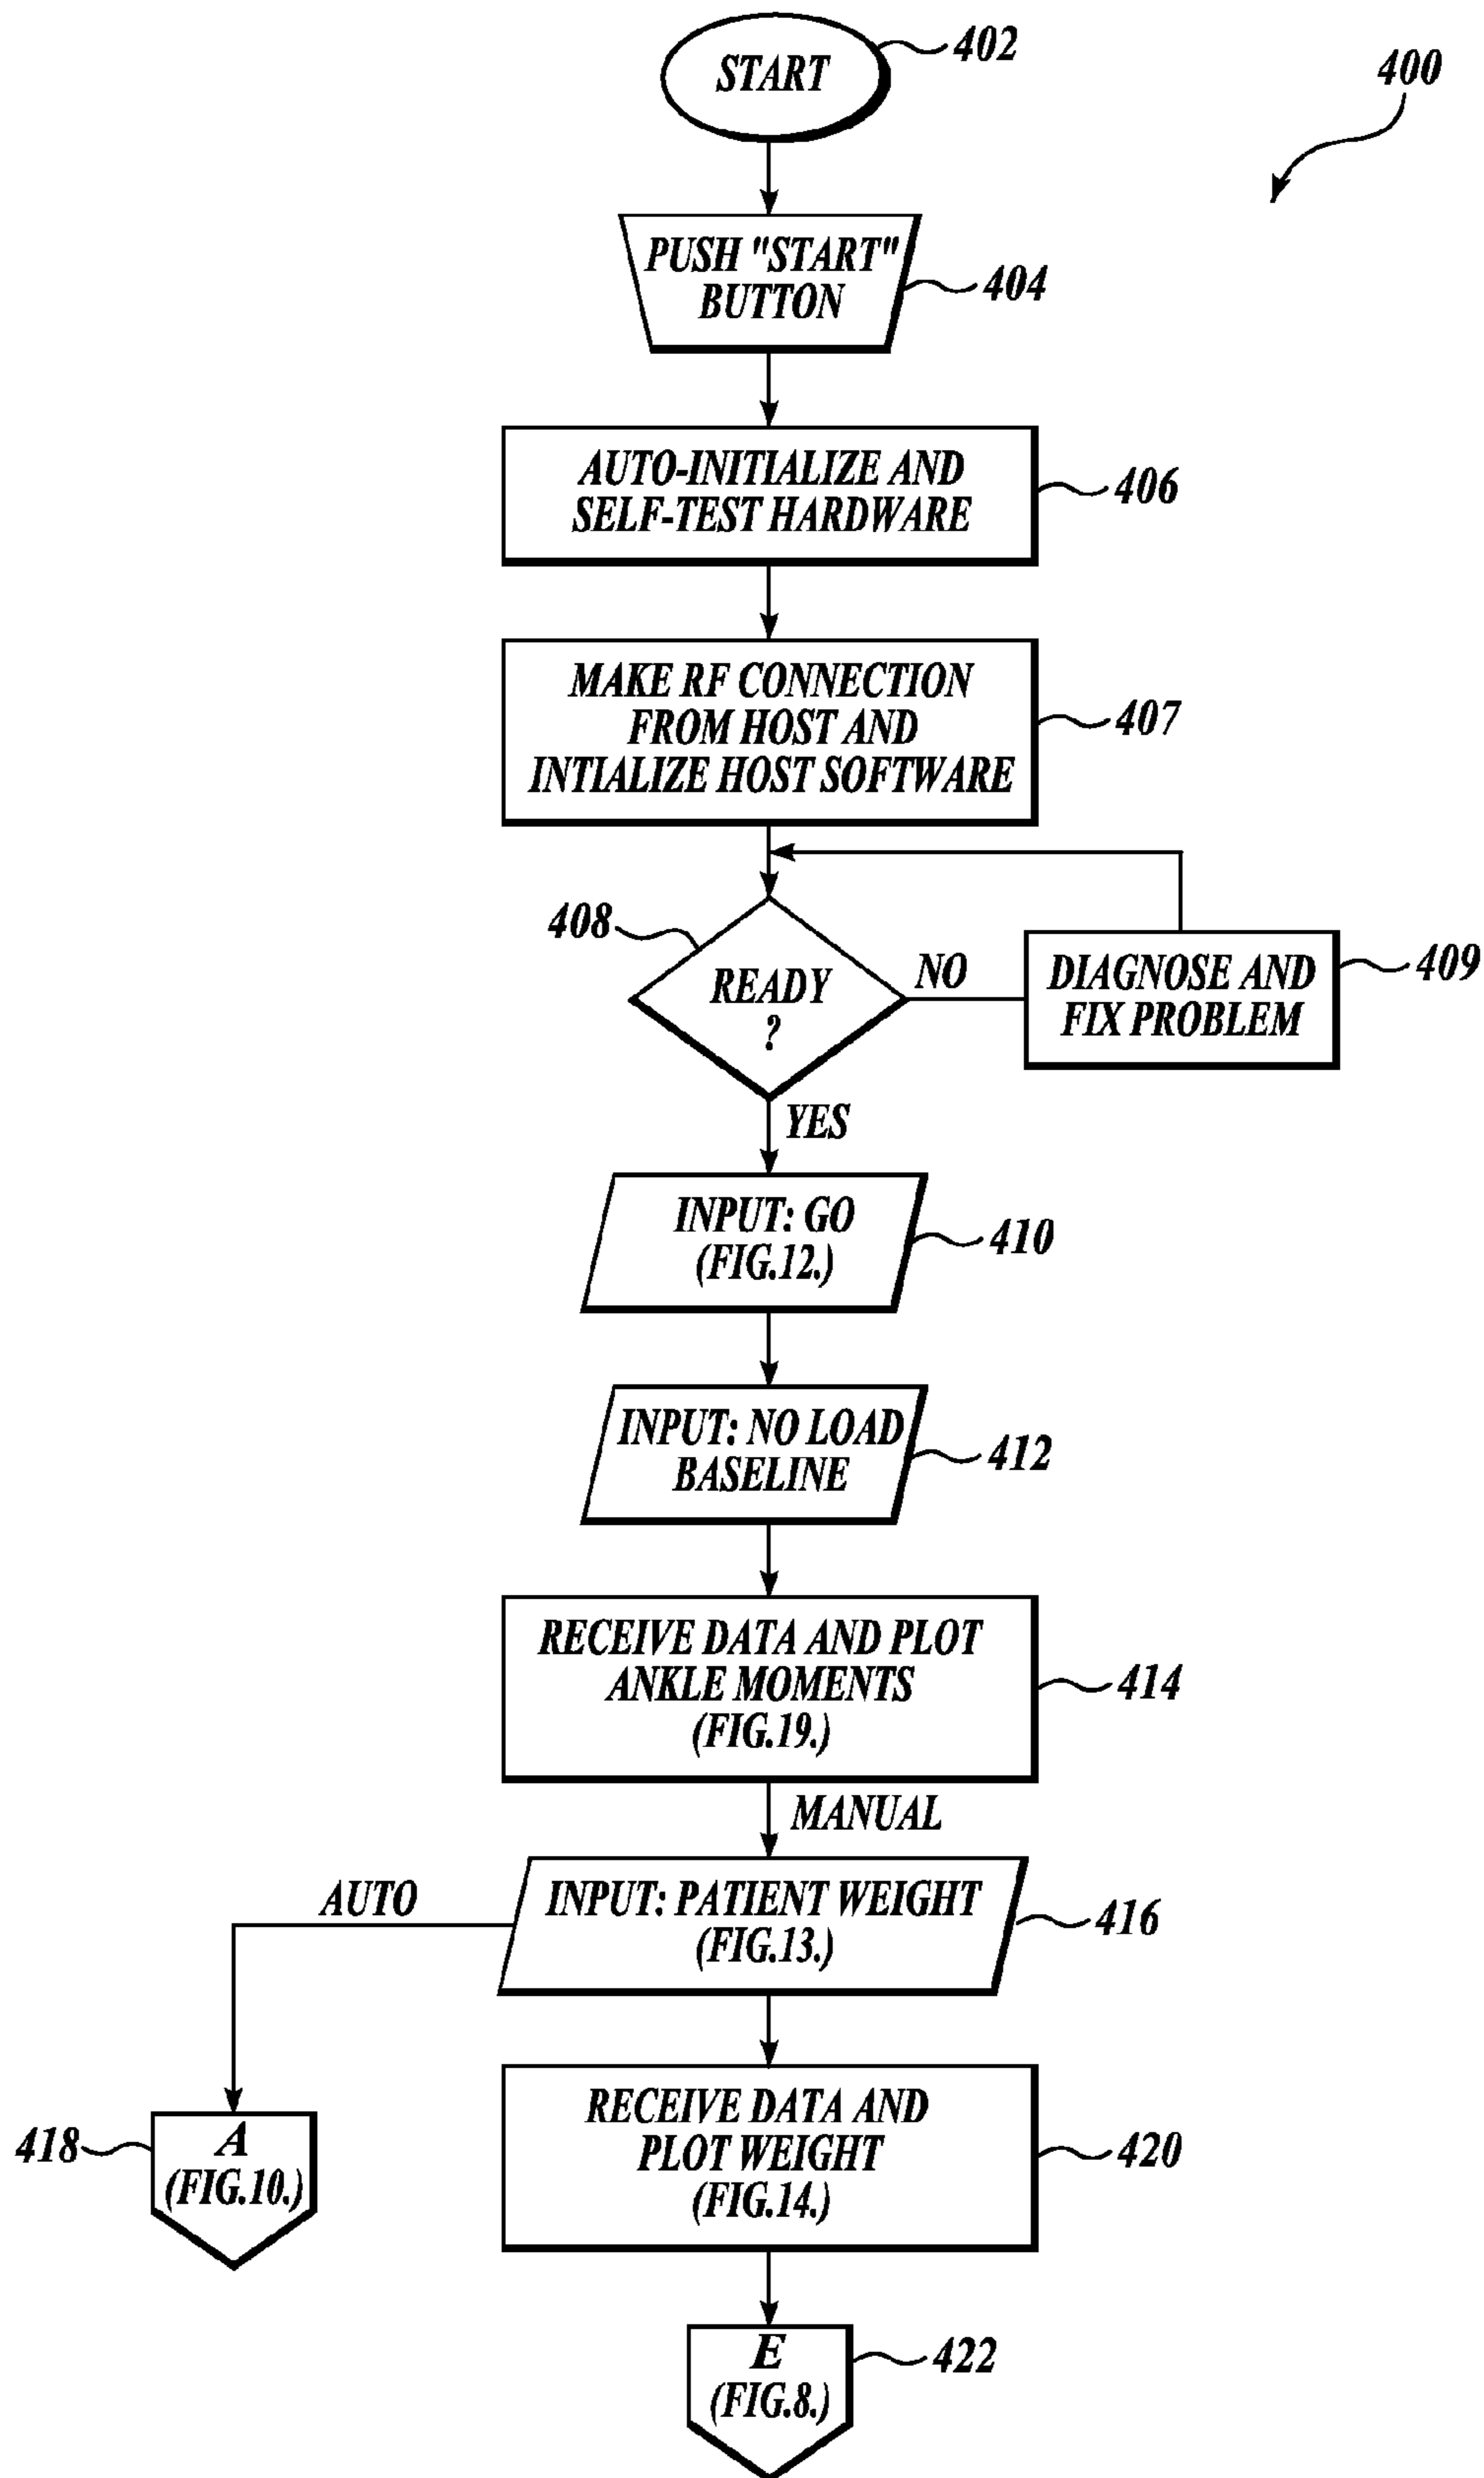 START
402
400
PUSH "START"
BUTTON
404
AUTO-INITIALIZE AND
SELF-TEST HARDWARE
406
MAKE RF CONNECTION
FROM HOST AND
INTIALIZE HOST SOFTWARE
407
408
READY
?
NO
DIAGNOSE AND
FIX PROBLEM
409
YES
INPUT: GO
(FIG.12.)
410
INPUT: NO LOAD
BASELINE
412
RECEIVE DATA AND PLOT
ANKLE MOMENTS
(FIG.19.)
414
MANUAL
AUTO
INPUT: PATIENT WEIGHT
(FIG.13.)
416
418
A
(FIG.10.)
RECEIVE DATA AND
PLOT WEIGHT
(FIG.14.)
420
E
(FIG.8.)
422